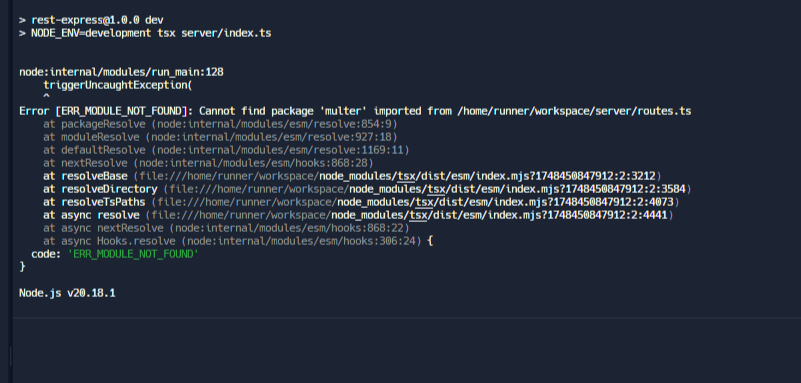 > rest-express@1.0.0 dev
> NODE_ENV=development tsx server/index.ts
node:internal/modules/run_main:128
triggerUncaughtException(
^
Error [ERR_MODULE_NOT_FOUND]: Cannot find package 'multer' imported from /home/runner/workspace/server/routes.ts
at packageResolve (node:internal/modules/esm/resolve:854:9)
at moduleResolve (node:internal/modules/esm/resolve:927:18)
at defaultResolve (node:internal/modules/esm/resolve:1169:11)
at nextResolve (node:internal/modules/esm/hooks:868:28)
at resolveBase (file:///home/runner/workspace/node_modules/tsx/dist/esm/index.mjs?1748450847912:2:3212)
at resolveDirectory (file:///home/runner/workspace/node_modules/tsx/dist/esm/index.mjs?1748450847912:2:3584)
at resolveTsPaths (file:///home/runner/workspace/node_modules/tsx/dist/esm/index.mjs?1748450847912:2:4073)
at async resolve (file:///home/runner/workspace/node_modules/tsx/dist/esm/index.mjs?1748450847912:2:4441)
at async nextResolve (node:internal/modules/esm/hooks:868:22)
at async Hooks.resolve (node:internal/modules/esm/hooks:306:24) {
code: 'ERR_MODULE_NOT_FOUND'
}
Node.js v20.18.1